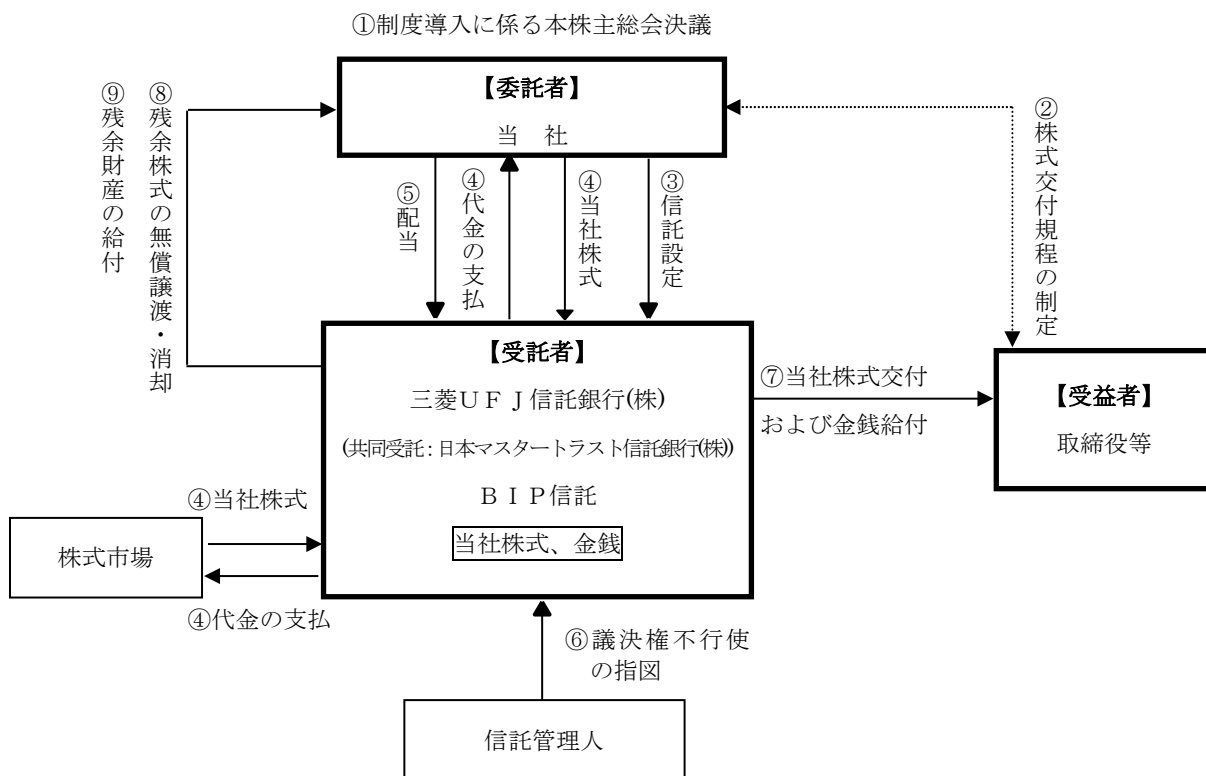 ①制度導入に係る本株主総会決議
【委託者】
当 社
⑨残余財産の給付
⑧残余株式の無償譲渡・消却
⑤配当
④代金の支払
④当社株式
③信託設定
②株式交付規程の制定
【受託者】
三菱UFJ信託銀行(株)
(共同受託:日本マスタートラスト信託銀行(株))
BIP信託
当社株式、金銭
⑦当社株式交付
および金銭給付
【受益者】
取締役等
④当社株式
株式市場
④代金の支払
⑥議決権不行使
の指図
信託管理人